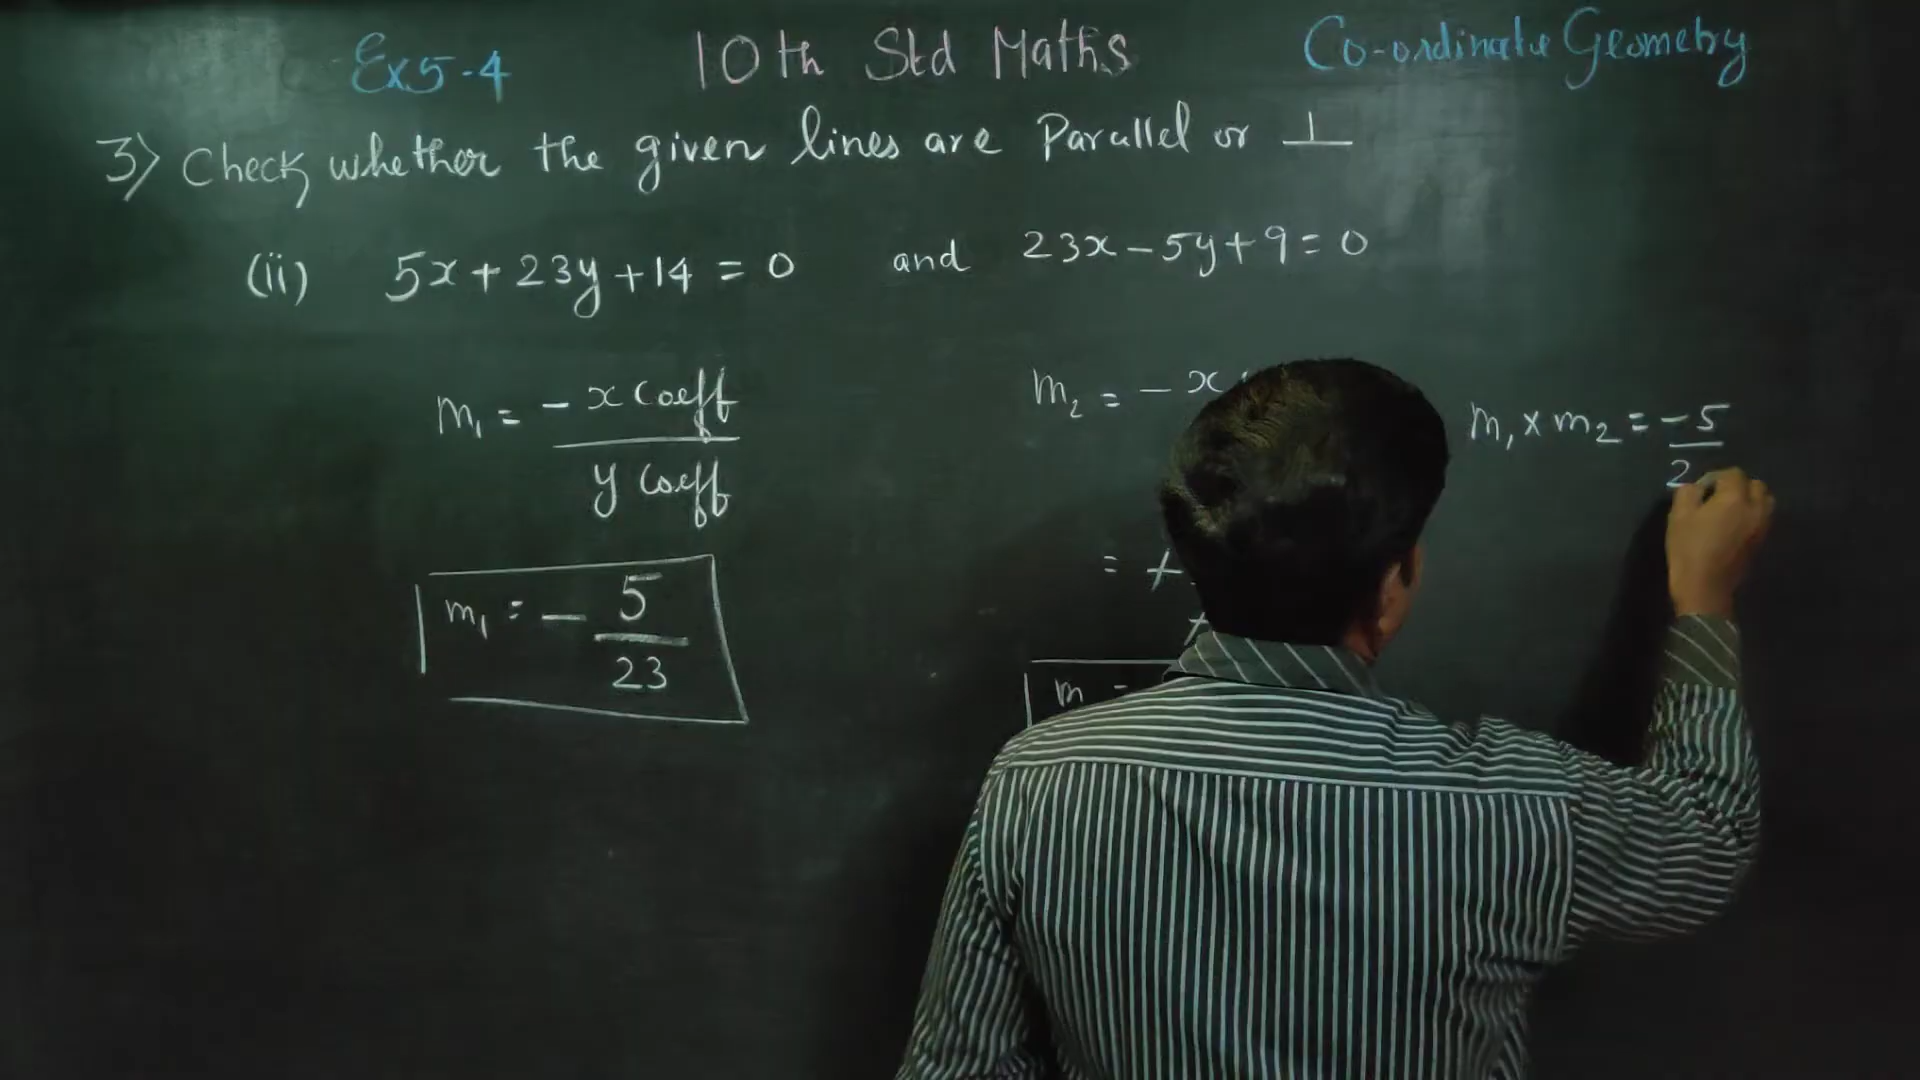 Ex5-4 10th Std Maths Co-ordinate Geometry
3) Check whether the given lines are Parallel or ⊥
(ii) 5x + 23y + 14 = 0 and 23x - 5y + 9 = 0
m₁ = - x Coeff
y Coeff
m₂ = - x
m₁ x m₂ = - 5
2
= +
m₁ = - 5
23
m =